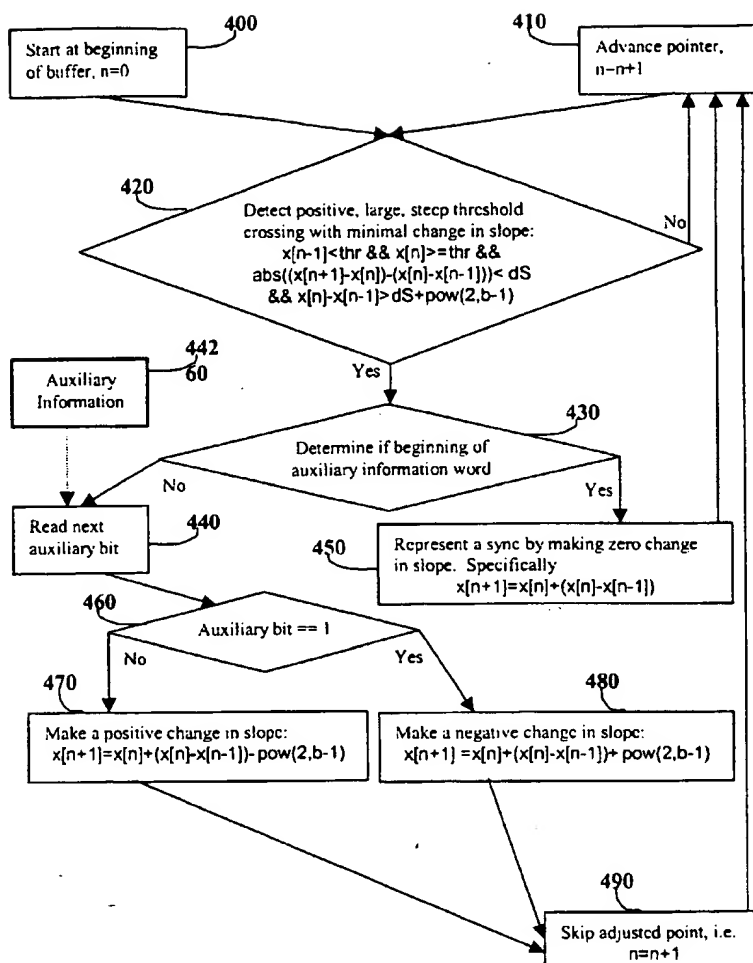 400
Start at beginning
of buffer, n=0
410
Advance pointer,
n=n+1
420
Detect positive, large, steep threshold
crossing with minimal change in slope:
x[n-1]<thr && x[n]>=thr &&
abs((x[n+1]-x[n])-(x[n]-x[n-1]))< dS
&& x[n]-x[n-1]>dS+pow(2,b-1)
No
Yes
442
60
Auxiliary
Information
430
Determine if beginning of
auxiliary information word
No
Yes
Read next
auxiliary bit
440
450
Represent a sync by making zero change
in slope. Specifically
x[n+1]=x[n]+(x[n]-x[n-1])
460
Auxiliary bit == 1
No
Yes
470
Make a positive change in slope:
x[n+1]=x[n]+(x[n]-x[n-1])-pow(2,b-1)
480
Make a negative change in slope:
x[n+1] =x[n]+(x[n]-x[n-1])+ pow(2,b-1)
490
Skip adjusted point, i.e.
n=n+1